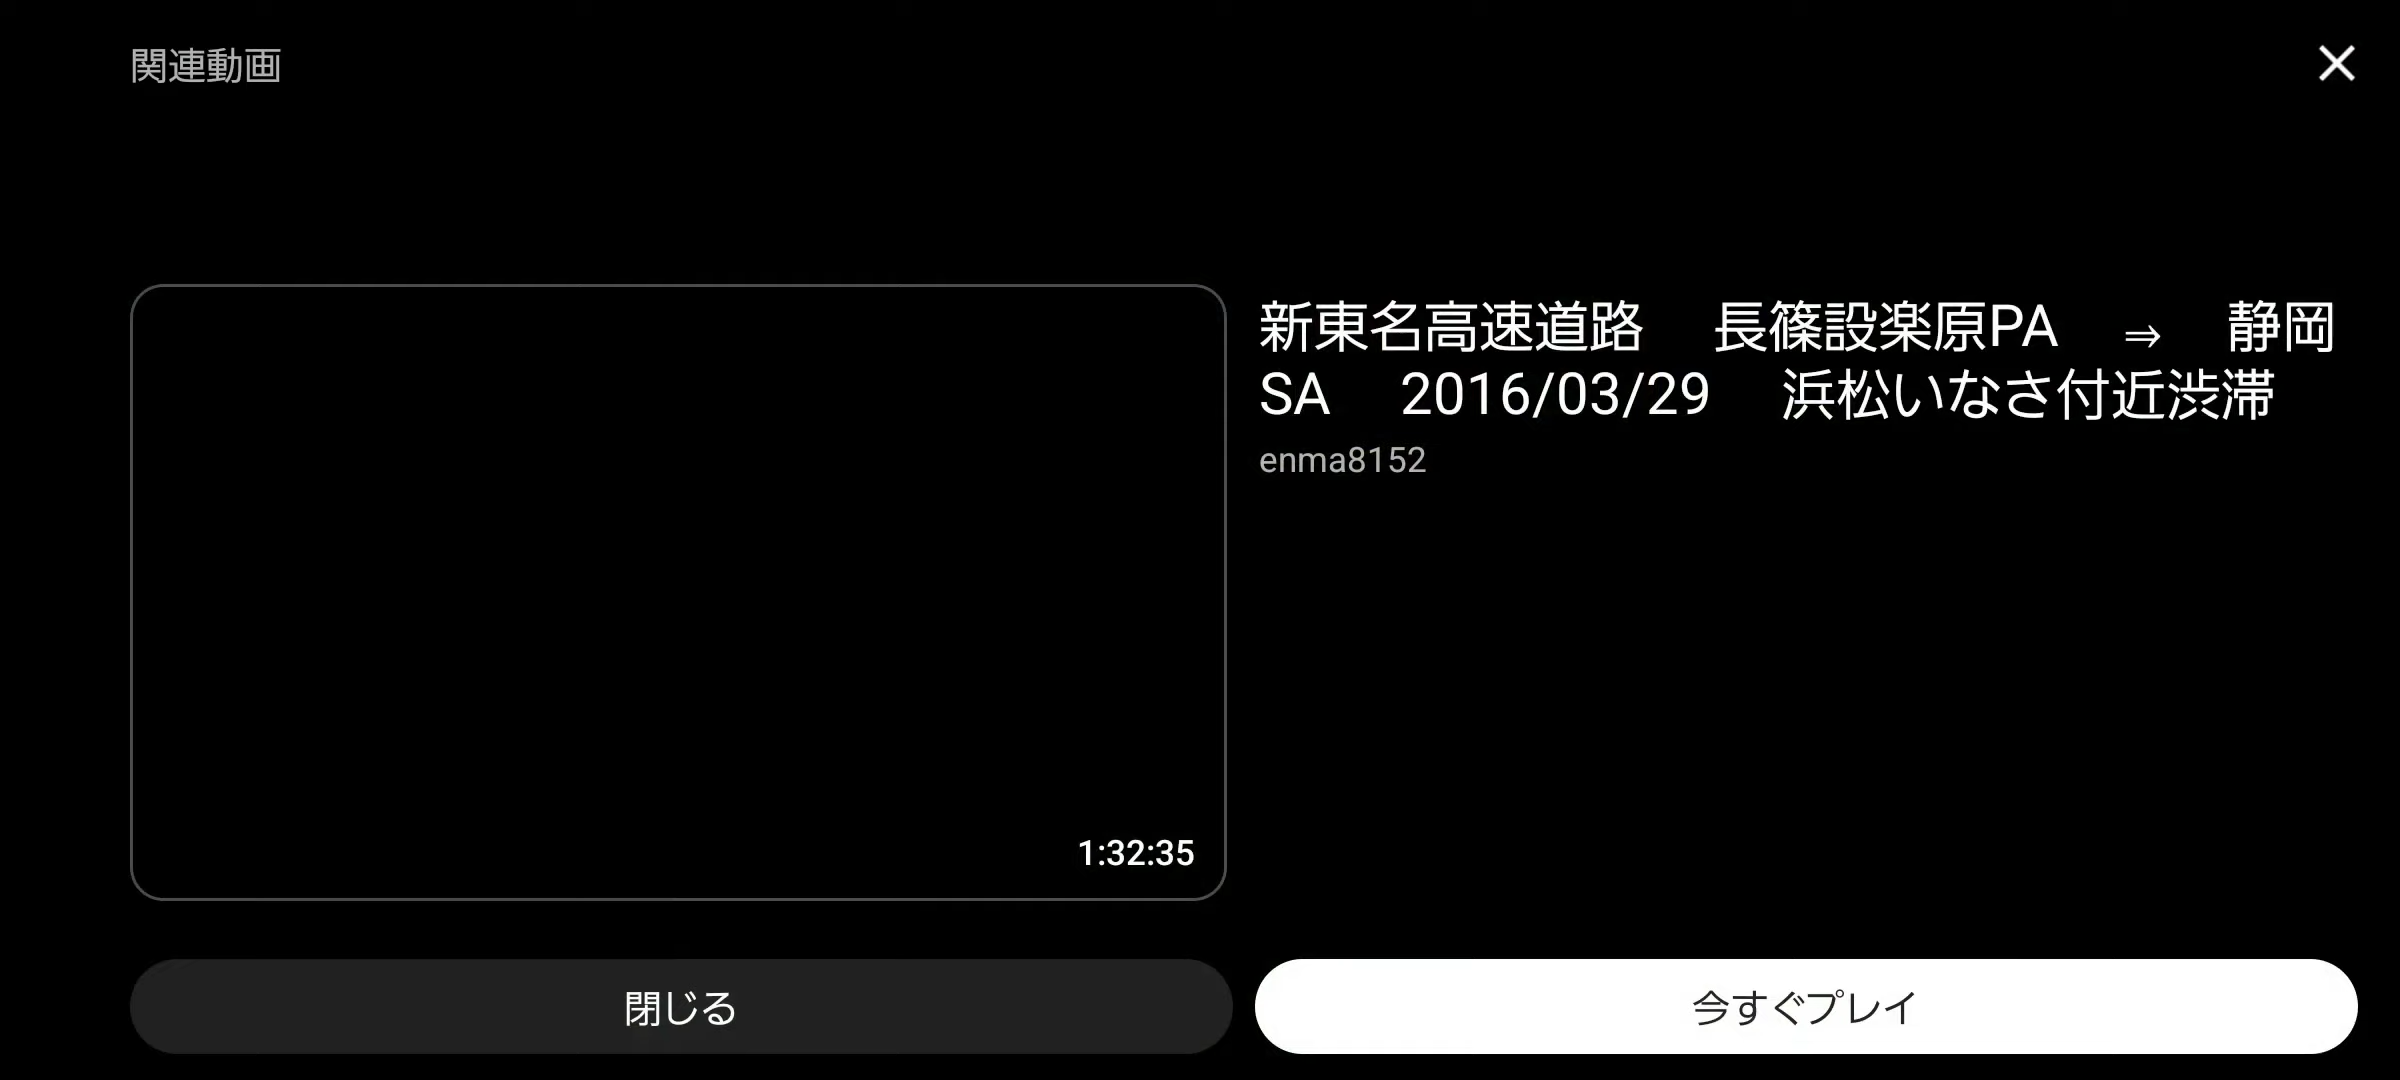 関連動画
新東名高速道路　長篠設楽原PA　⇒　静岡
SA　2016/03/29　浜松いなさ付近渋滞
enma8152
1:32:35
閉じる
今すぐプレイ